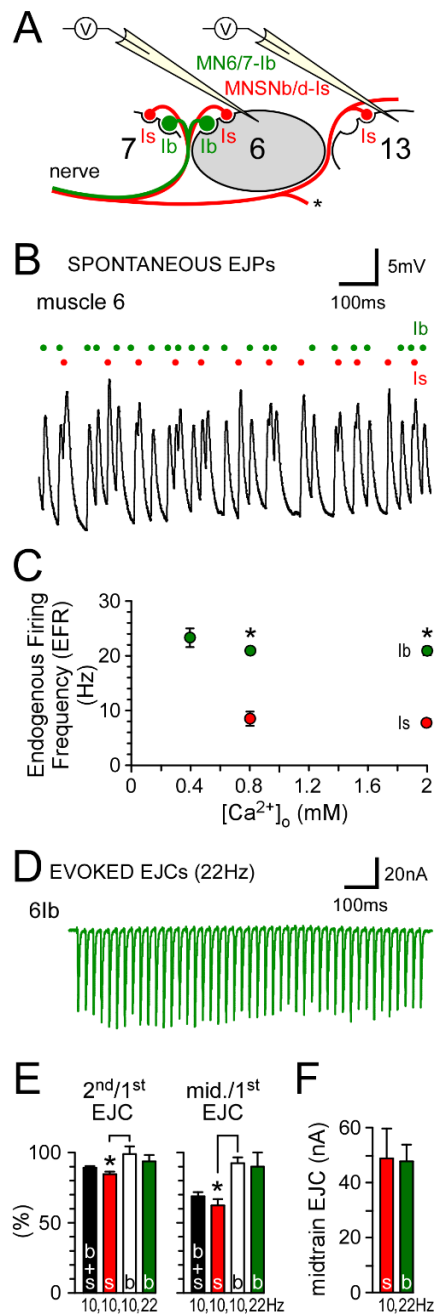 A
V
V
MN6/7-Ib
MNSNb/d-Is
7 Is Ib Ib Is 6 Is 13
nerve
*
B SPONTANEOUS EJPs
5mV
100ms
muscle 6
Ib
Is
C
Endogenous Firing
Frequency (EFR)
(Hz)
30
20
10
0
* *
Ib
Is
0.4 0.8 1.2 1.6 2
[Ca2+]o (mM)
D EVOKED EJCs (22Hz)
20nA
100ms
6Ib
E F
2nd/1st
EJC
mid./1st
EJC
(%)
100
50
0
*
b
+
s
s
b
b
10,10,10,22
*
b
+
s
s
b
b
10,10,10,22Hz
midtrain EJC (nA)
60
40
20
0
s b
10,22Hz